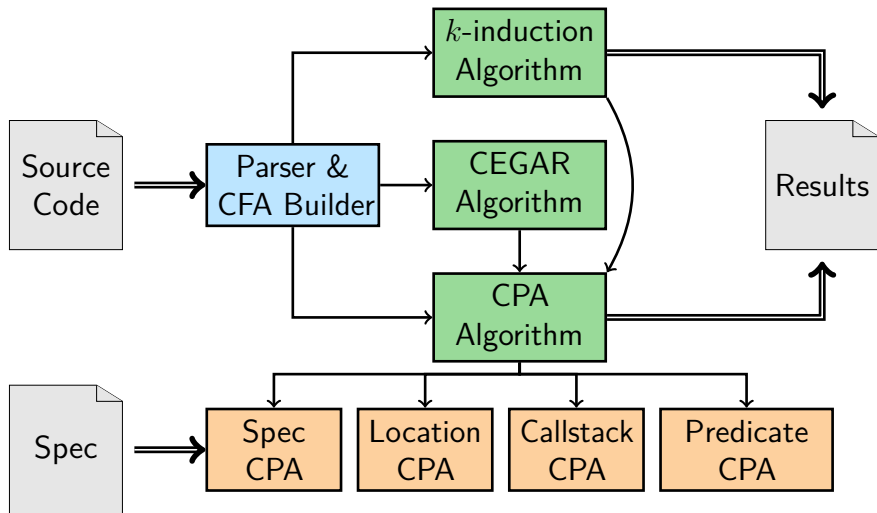 k-induction
Algorithm
Source
Code
Parser &
CFA Builder
CEGAR
Algorithm
Results
CPA
Algorithm
Spec
Spec
CPA
Location
CPA
Callstack
CPA
Predicate
CPA